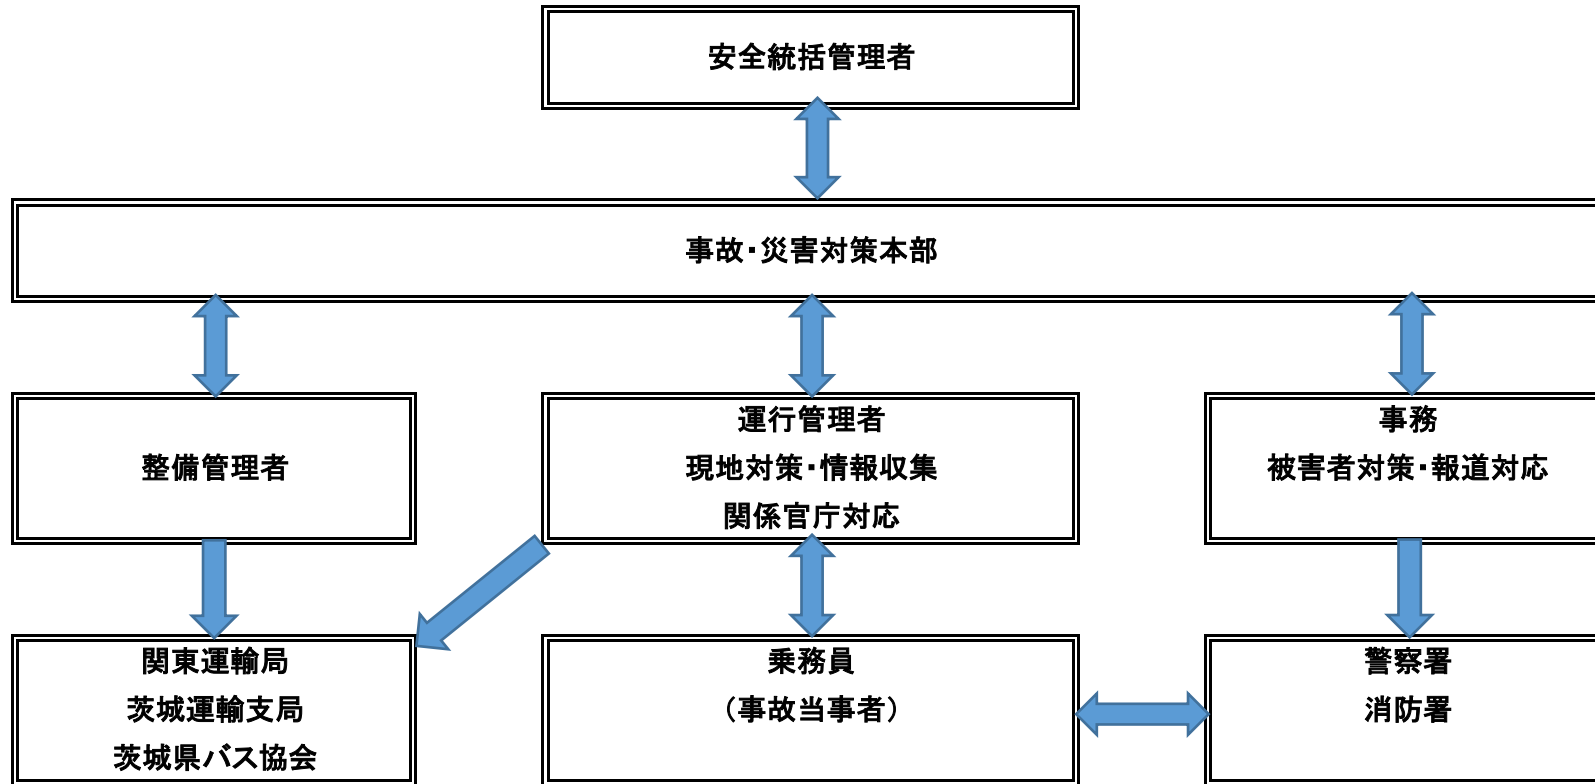 安全統括管理者
事故・災害対策本部
整備管理者
運行管理者
現地対策・情報収集
関係官庁対応
事務
被害者対策・報道対応
関東運輸局
茨城運輸支局
茨城県バス協会
乗務員
（事故当事者）
警察署
消防署